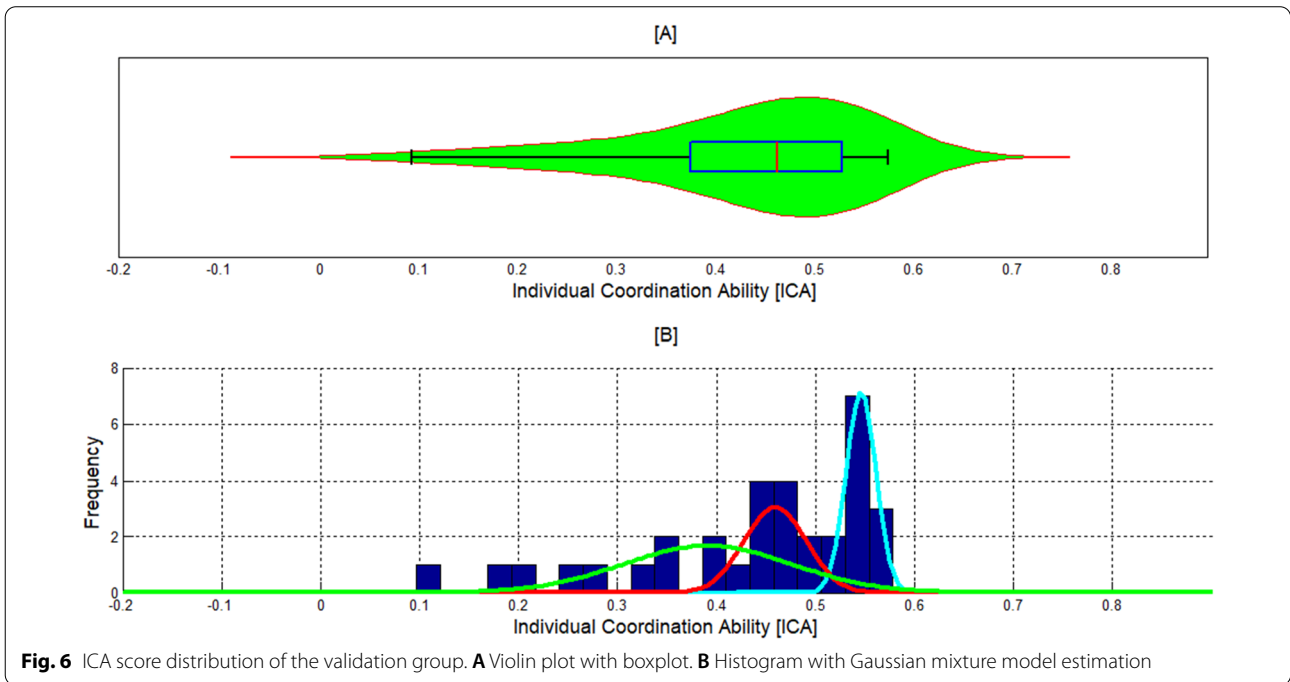 [A]
-0.2 -0.1 0 0.1 0.2 0.3 0.4 0.5 0.6 0.7 0.8
Individual Coordination Ability [ICA]
[B]
8
6
4
2
0
Frequency
-0.2 -0.1 0 0.1 0.2 0.3 0.4 0.5 0.6 0.7 0.8
Individual Coordination Ability [ICA]
Fig. 6 ICA score distribution of the validation group. A Violin plot with boxplot. B Histogram with Gaussian mixture model estimation